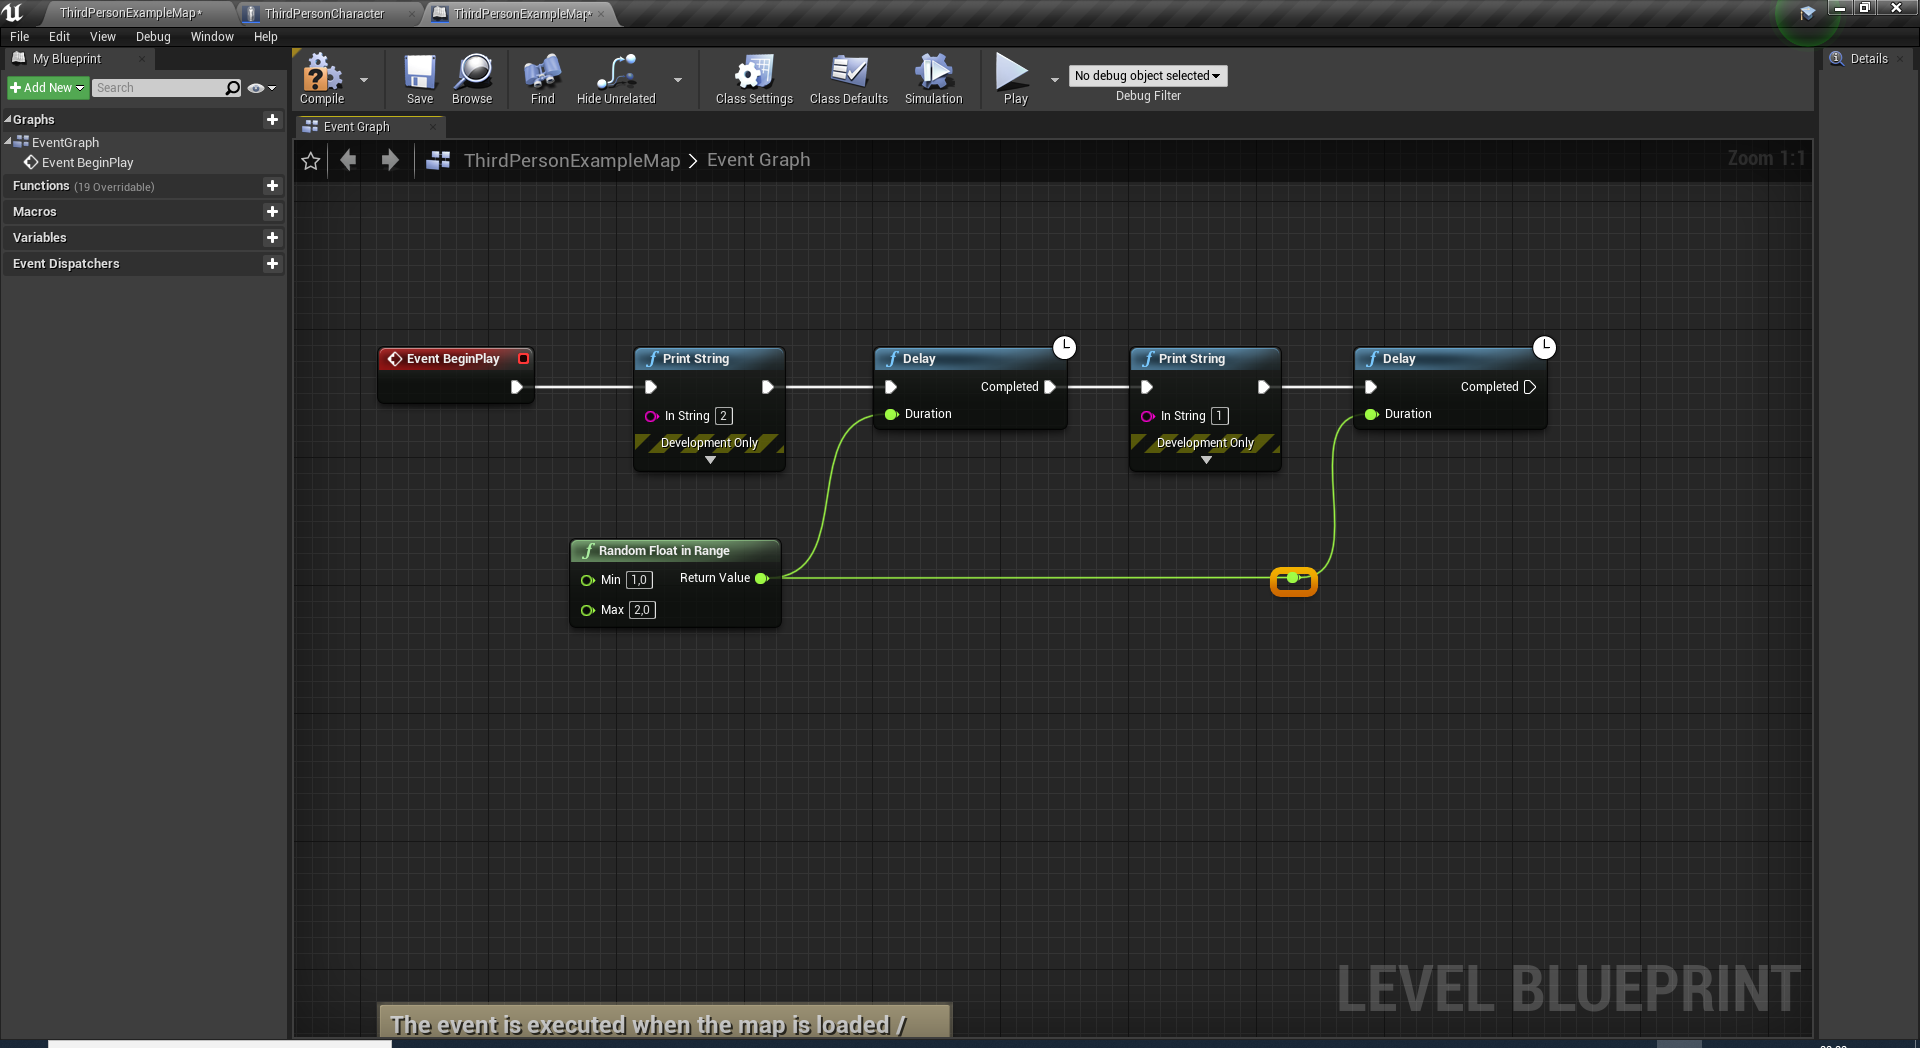 ThirdPersonExampleMap*
ThirdPersonCharacter
ThirdPersonExampleMap*
File Edit View Debug Window Help
My Blueprint
Add New
Search
Graphs
EventGraph
Event BeginPlay
Functions (19 Overridable)
Macros
Variables
Event Dispatchers
Compile
Save
Browse
Find
Hide Unrelated
Class Settings
Class Defaults
Simulation
Play
No debug object selected
Debug Filter
Details
Event Graph
ThirdPersonExampleMap > Event Graph
Zoom 1:1
Event BeginPlay
Print String
In String 2
Development Only
Delay
Completed
Duration
Print String
In String 1
Development Only
Delay
Completed
Duration
Random Float in Range
Min 1,0
Return Value
Max 2,0
LEVEL BLUEPRINT
The event is executed when the map is loaded /